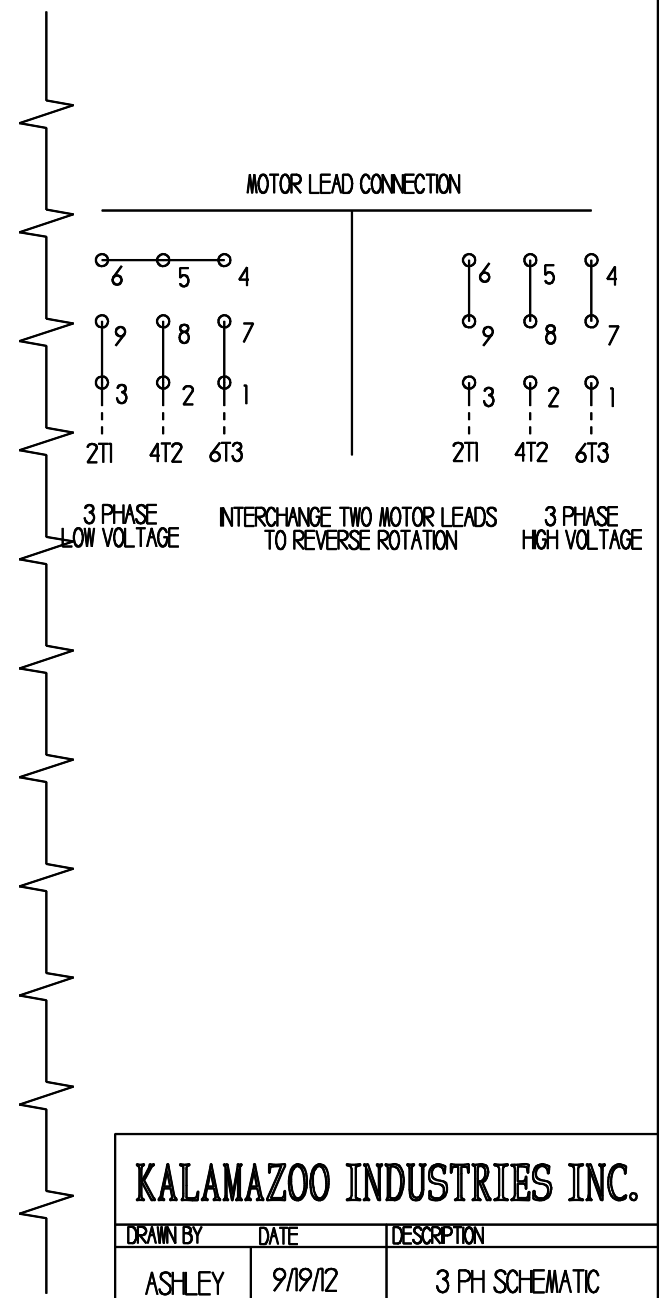 MOTOR LEAD CONNECTION
6 5 4
9 8 7
3 2 1
2T1 4T2 6T3
3 PHASE
LOW VOLTAGE
6 5 4
9 8 7
3 2 1
2T1 4T2 6T3
INTERCHANGE TWO MOTOR LEADS
TO REVERSE ROTATION
3 PHASE
HIGH VOLTAGE
KALAMAZOO INDUSTRIES INC.
DRAWN BY DATE DESCRIPTION
ASHLEY 9/19/12 3 PH SCHEMATIC